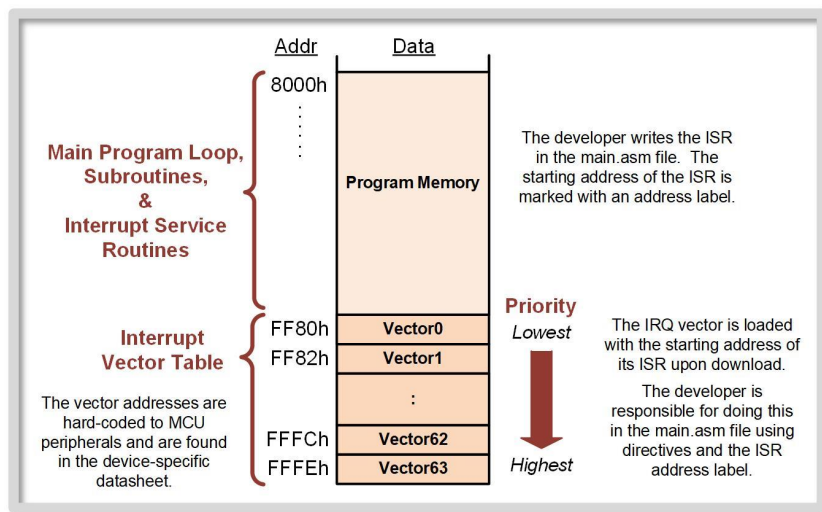 Addr Data
8000h
Main Program Loop,
Subroutines,
&
Interrupt Service
Routines
Program Memory
The developer writes the ISR
in the main.asm file. The
starting address of the ISR is
marked with an address label.
Interrupt
Vector Table
The vector addresses are
hard-coded to MCU
peripherals and are found
in the device-specific
datasheet.
FF80h Vector0
FF82h Vector1
:
FFFCh Vector62
FFFEh Vector63
Priority
Lowest
Highest
The IRQ vector is loaded
with the starting address of
its ISR upon download.
The developer is
responsible for doing this
in the main.asm file using
directives and the ISR
address label.